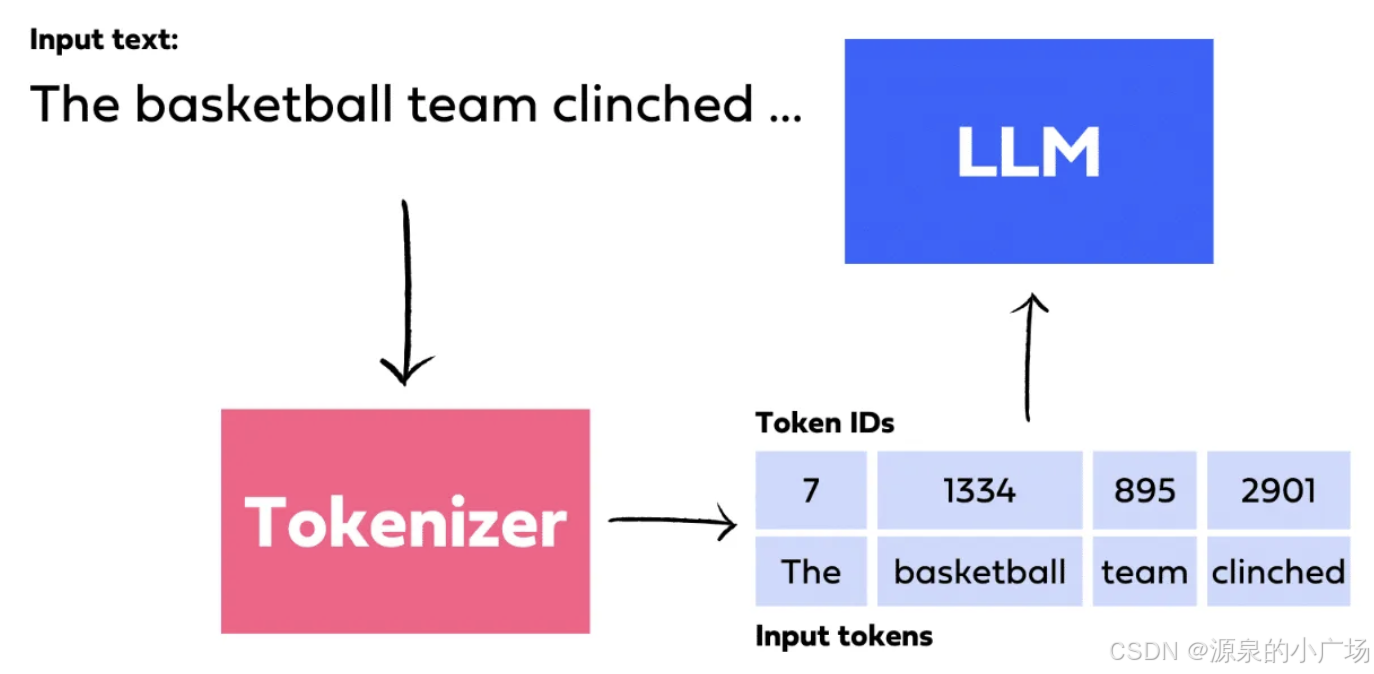 Input text:
The basketball team clinched ...
LLM
Tokenizer
Token IDs
7 1334 895 2901
The basketball team clinched
Input tokens
CSDN @源泉的小广场